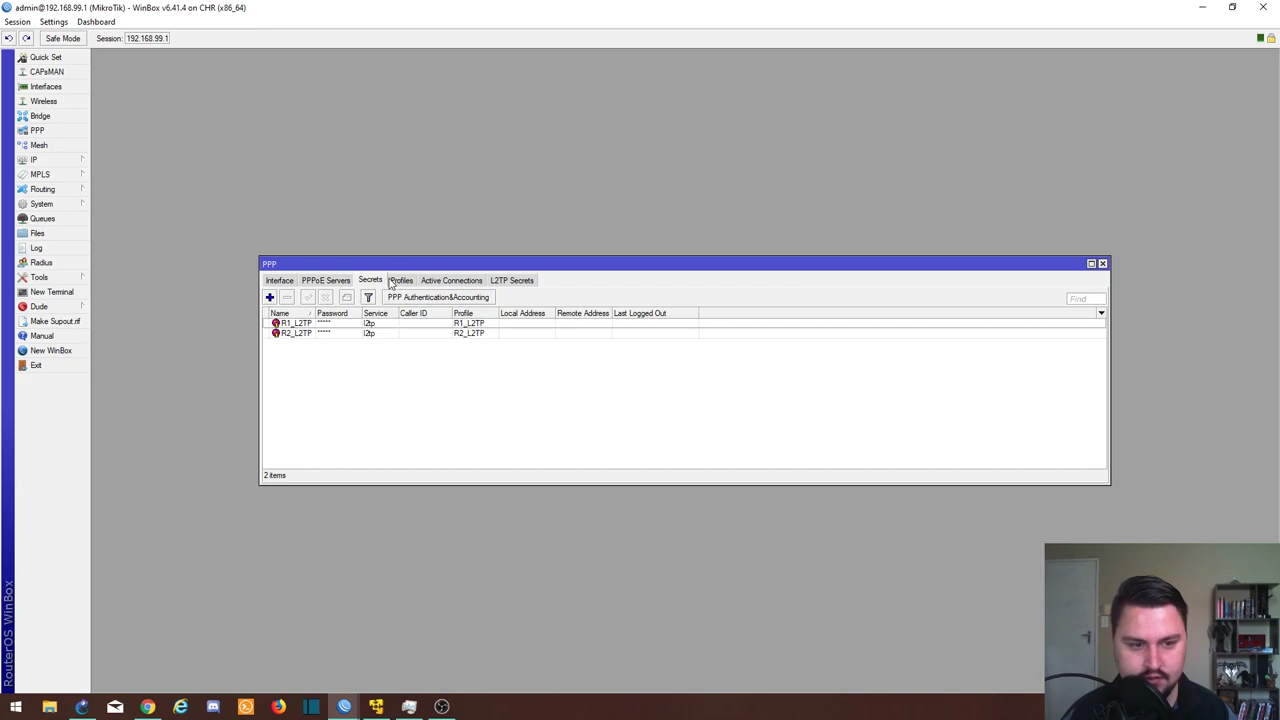 admin@192.168.99.1 (MikroTik) - WinBox v6.41.4 on CHR (x86_64)
Session Settings Dashboard
Safe Mode Session: 192.168.99.1
Quick Set
CAPsMAN
Interfaces
Wireless
Bridge
PPP
Mesh
IP
MPLS
Routing
System
Queues
Files
Log
Radius
Tools
New Terminal
Dude
Make Supout.rif
Manual
New WinBox
Exit
RouterOS WinBox
PPP
Interface PPPoE Servers Secrets Profiles Active Connections L2TP Secrets
PPP Authentication&Accounting Find
Name Password Service Caller ID Profile Local Address Remote Address Last Logged Out
R1_L2TP ***** l2tp R1_L2TP
R2_L2TP ***** l2tp R2_L2TP
2 items